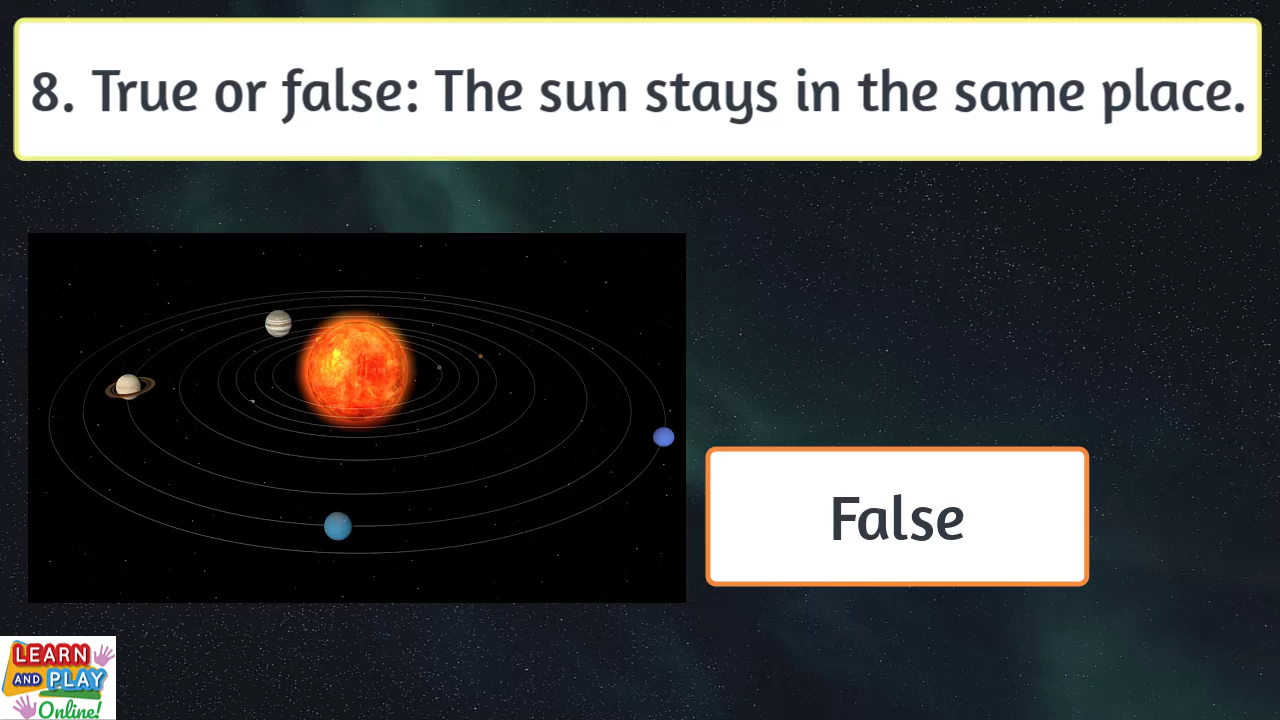 8. True or false: The sun stays in the same place.
False
LEARN
AND PLAY
Online!